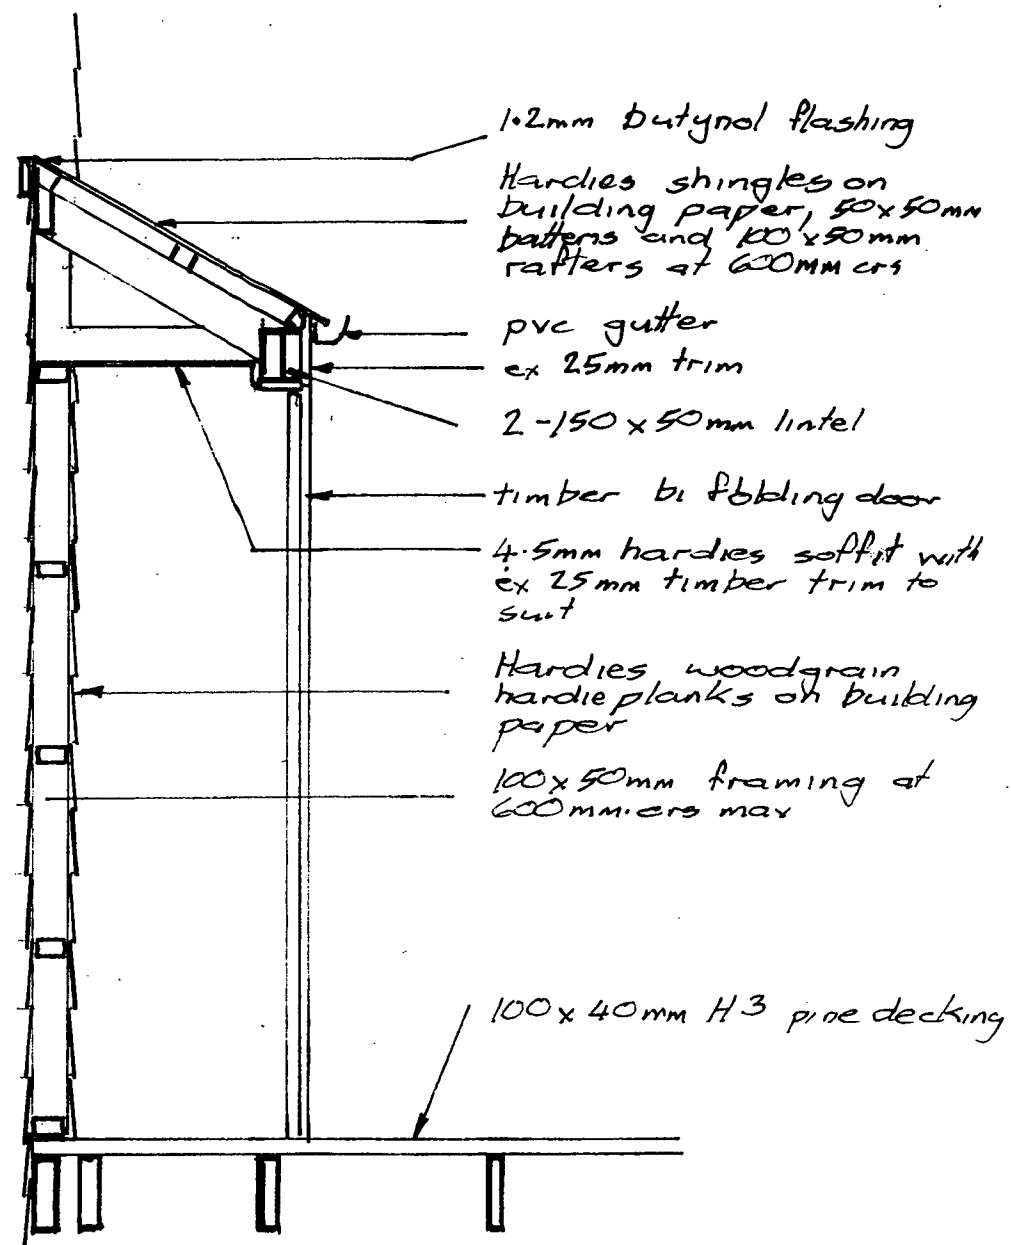 1.2mm butynol flashing
Hardies shingles on
building paper, 50x50mm
battens and 100x50mm
rafters at 600mm crs
pvc gutter
ex 25mm trim
2-150x50mm lintel
timber bi folding door
4.5mm hardies soffit with
ex 25mm timber trim to
suit
Hardies woodgrain
hardieplanks on building
paper
100x50mm framing at
600mm.crs max
100x40mm H3 pine decking